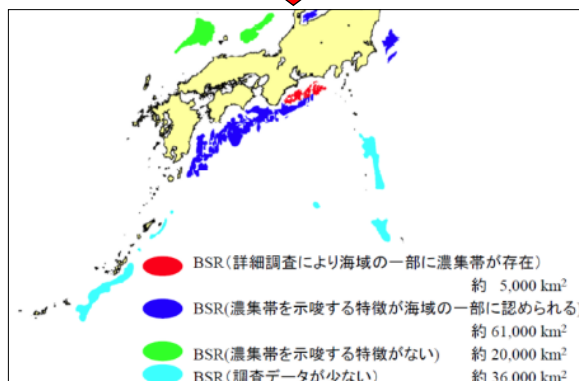 BSR(詳細調査により海域の一部に濃集帯が存在)
約 5,000 km²
BSR(濃集帯を示唆する特徴が海域の一部に認められる)
約 61,000 km²
BSR(濃集帯を示唆する特徴がない) 約 20,000 km²
BSR(調査データが少ない) 約 36,000 km²